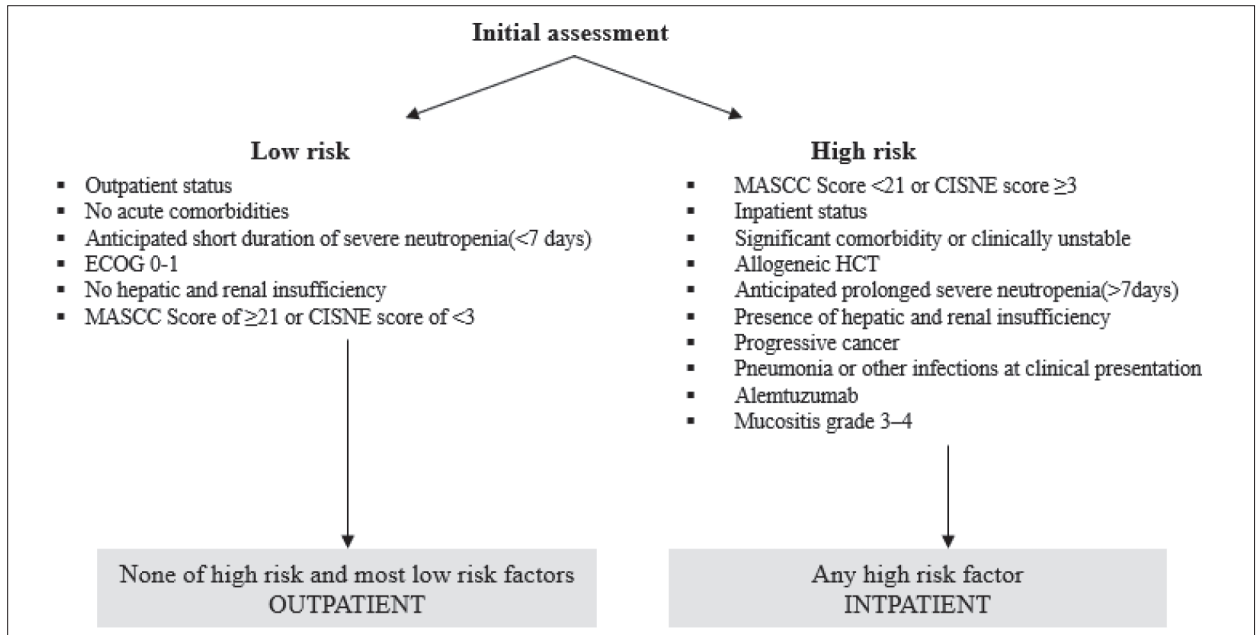 Initial assessment
Low risk
▪ Outpatient status
▪ No acute comorbidities
▪ Anticipated short duration of severe neutropenia(<7 days)
▪ ECOG 0-1
▪ No hepatic and renal insufficiency
▪ MASCC Score of ≥21 or CISNE score of <3
None of high risk and most low risk factors
OUTPATIENT
High risk
▪ MASCC Score <21 or CISNE score ≥3
▪ Inpatient status
▪ Significant comorbidity or clinically unstable
▪ Allogeneic HCT
▪ Anticipated prolonged severe neutropenia(>7days)
▪ Presence of hepatic and renal insufficiency
▪ Progressive cancer
▪ Pneumonia or other infections at clinical presentation
▪ Alemtuzumab
▪ Mucositis grade 3–4
Any high risk factor
INTPATIENT